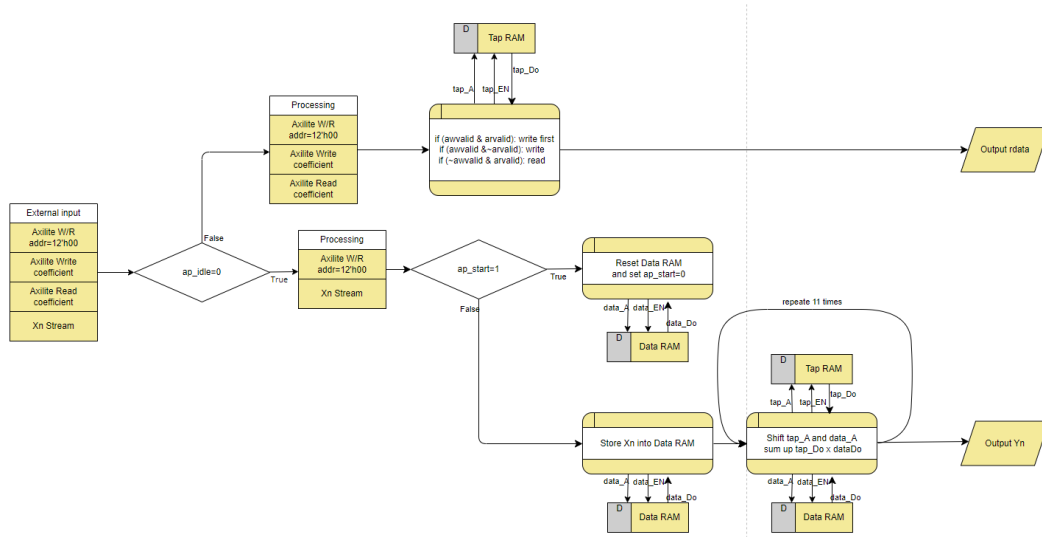 D
Tap RAM
tap_A
tap_EN
tap_Do
Processing
Axilite W/R
addr=12'h00
Axilite Write
coefficient
Axilite Read
coefficient
if (awvalid & arvalid): write first
if (awvalid &~arvalid): write
if (~awvalid & arvalid): read
Output rdata
External input
Axilite W/R
addr=12'h00
Axilite Write
coefficient
Axilite Read
coefficient
Xn Stream
ap_idle=0
False
True
Processing
Axilite W/R
addr=12'h00
Xn Stream
ap_start=1
True
False
Reset Data RAM
and set ap_start=0
data_A
data_EN
data_Do
D
Data RAM
repeate 11 times
D
Tap RAM
tap_A
tap_EN
tap_Do
Store Xn into Data RAM
data_A
data_EN
data_Do
D
Data RAM
Shift tap_A and data_A
sum up tap_Do x dataDo
data_A
data_EN
data_Do
D
Data RAM
Output Yn